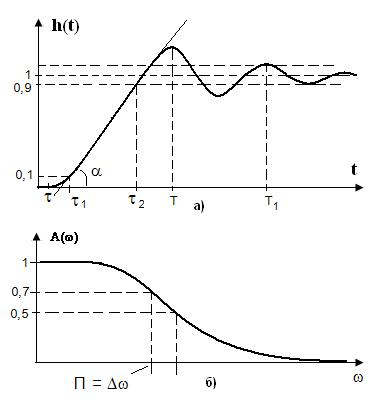 h(t)
1
0,9
0,1
α
t
τ
τ1
τ2
T
а)
T1
A(ω)
1
0,7
0,5
П = Δω
б)
ω